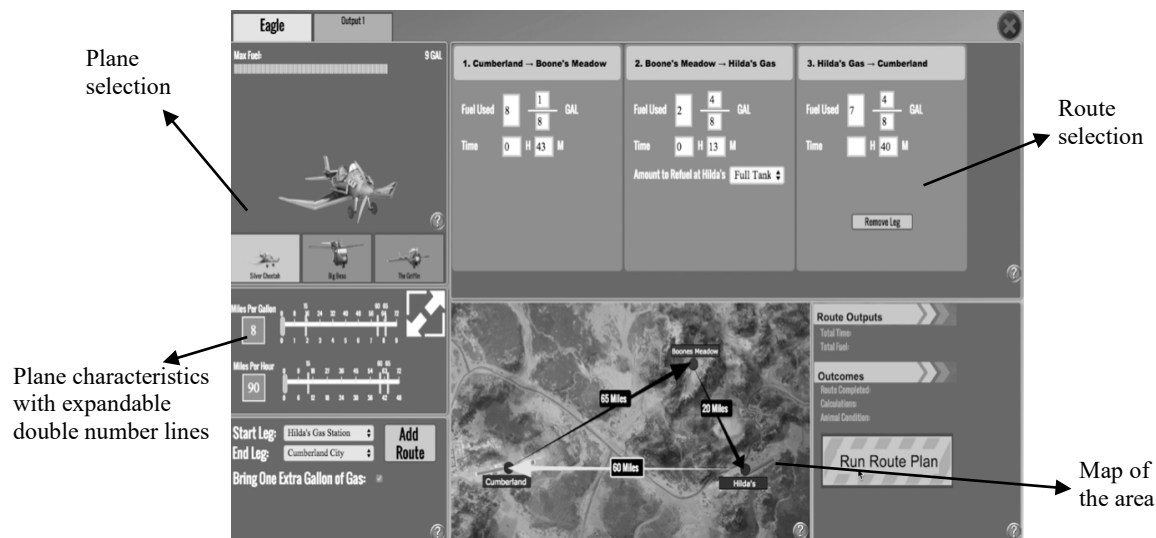 Plane
selection
Plane characteristics
with expandable
double number lines
Eagle
Output 1
Max Fuel:
9 GAL
Silver Cheetah
Big Bess
The Griffin
Miles Per Gallon
8
Miles Per Hour
90
Start Leg:
Hilda's Gas Station
End Leg:
Cumberland City
Add
Route
Bring One Extra Gallon of Gas:
1. Cumberland → Boone's Meadow
Fuel Used 8 1/8 GAL
Time 0 H 43 M
2. Boone's Meadow → Hilda's Gas
Fuel Used 2 4/8 GAL
Time 0 H 13 M
Amount to Refuel at Hilda's Full Tank
3. Hilda's Gas → Cumberland
Fuel Used 7 4/8 GAL
Time H 40 M
Remove Leg
Boones Meadow
65 Miles
20 Miles
60 Miles
Cumberland
Hilda's
Route Outputs
Total Time:
Total Fuel:
Outcomes
Route Completed:
Calculations:
Animal Condition:
Run Route Plan
Route
selection
Map of
the area